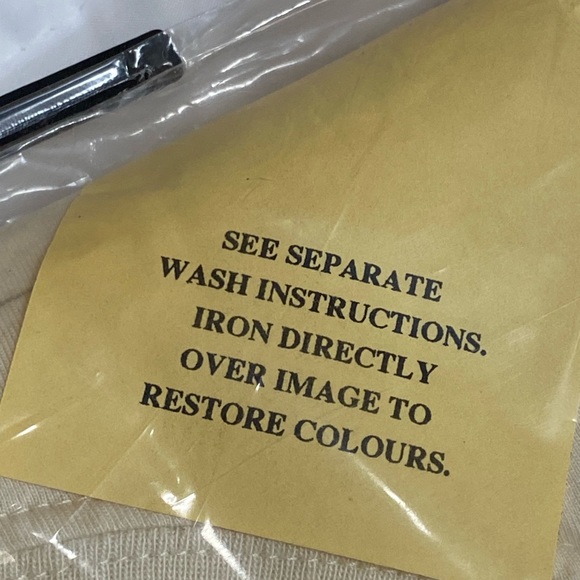 SEE SEPARATE
WASH INSTRUCTIONS.
IRON DIRECTLY
OVER IMAGE TO
RESTORE COLOURS.